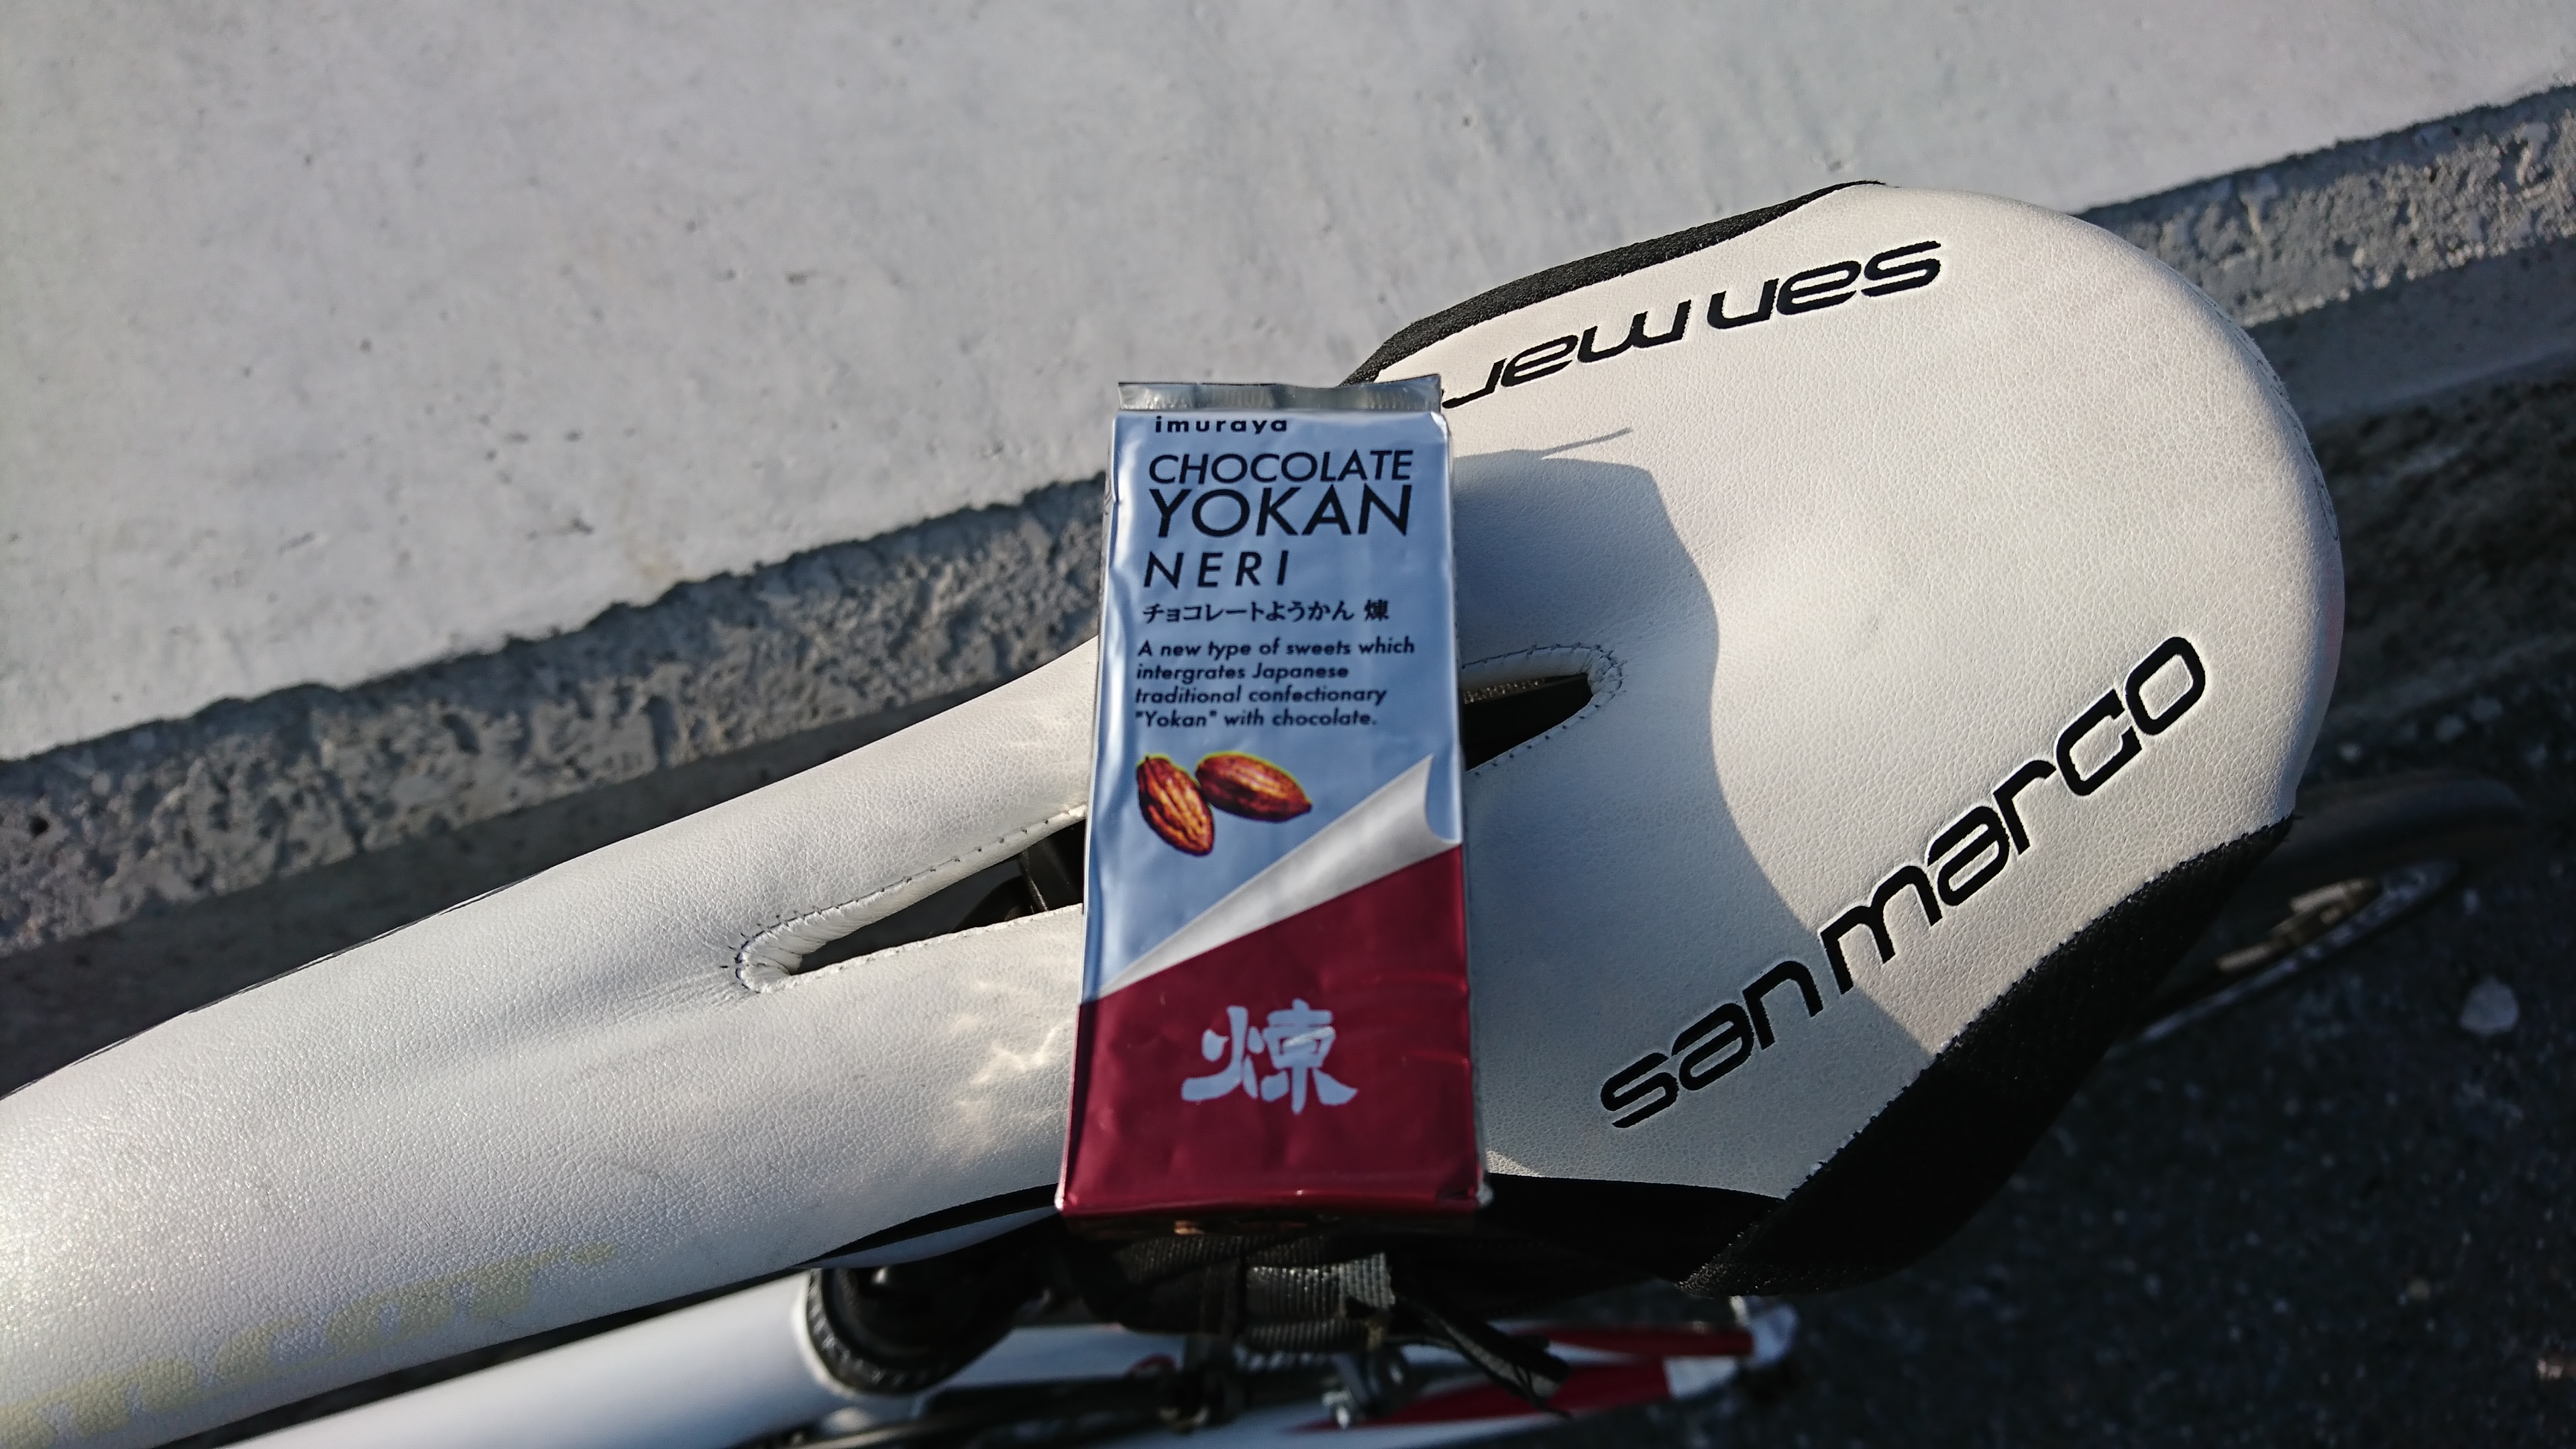 san mar
imuraya
CHOCOLATE
YOKAN
NERI
チョコレートようかん 煉
A new type of sweets which
intergrates Japanese
traditional confectionary
"Yokan" with chocolate.
煉
san marco